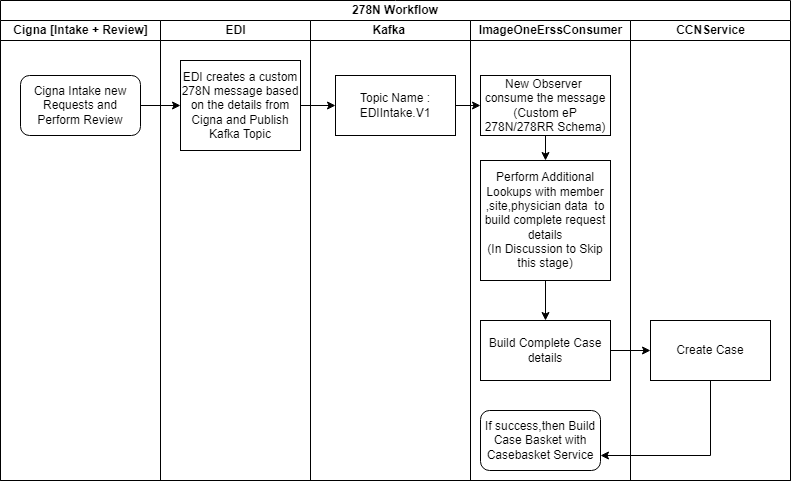 278N Workflow
Cigna [Intake + Review]
EDI
Kafka
ImageOneErssConsumer
CCNService
Cigna Intake new
Requests and
Perform Review
EDI creates a custom
278N message based
on the details from
Cigna and Publish
Kafka Topic
Topic Name :
EDIIntake.V1
New Observer
consume the message
(Custom eP
278N/278RR Schema)
Perform Additional
Lookups with member
,site,physician data to
build complete request
details
(In Discussion to Skip
this stage)
Build Complete Case
details
Create Case
If success,then Build
Case Basket with
Casebasket Service